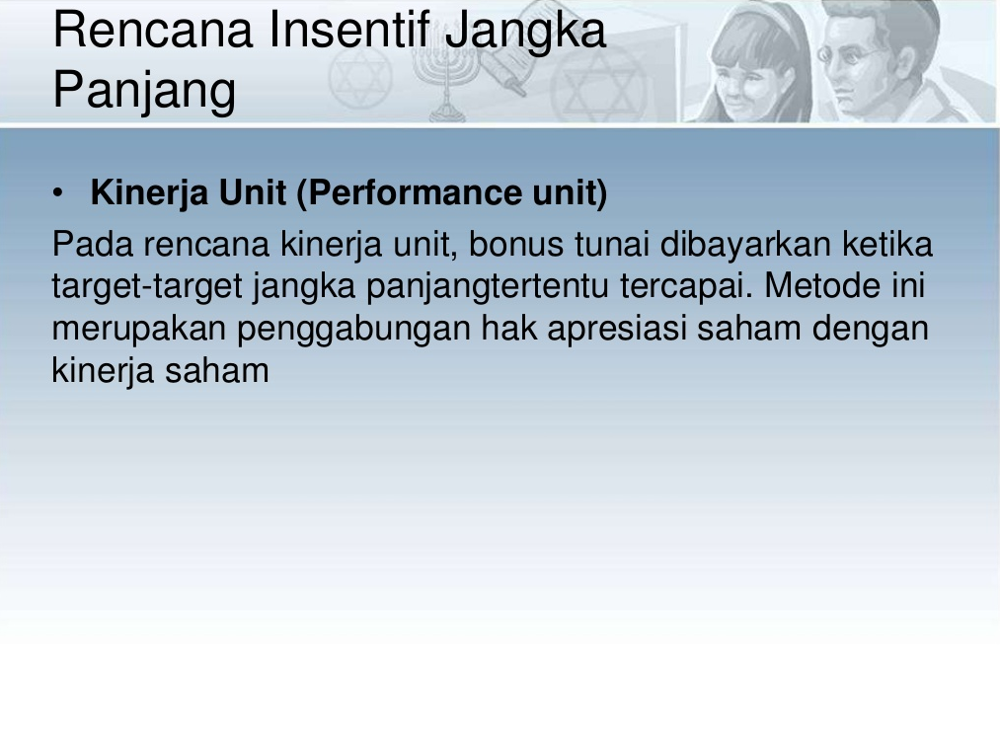 Rencana Insentif Jangka
Panjang
• Kinerja Unit (Performance unit)
Pada rencana kinerja unit, bonus tunai dibayarkan ketika
target-target jangka panjangtertentu tercapai. Metode ini
merupakan penggabungan hak apresiasi saham dengan
kinerja saham